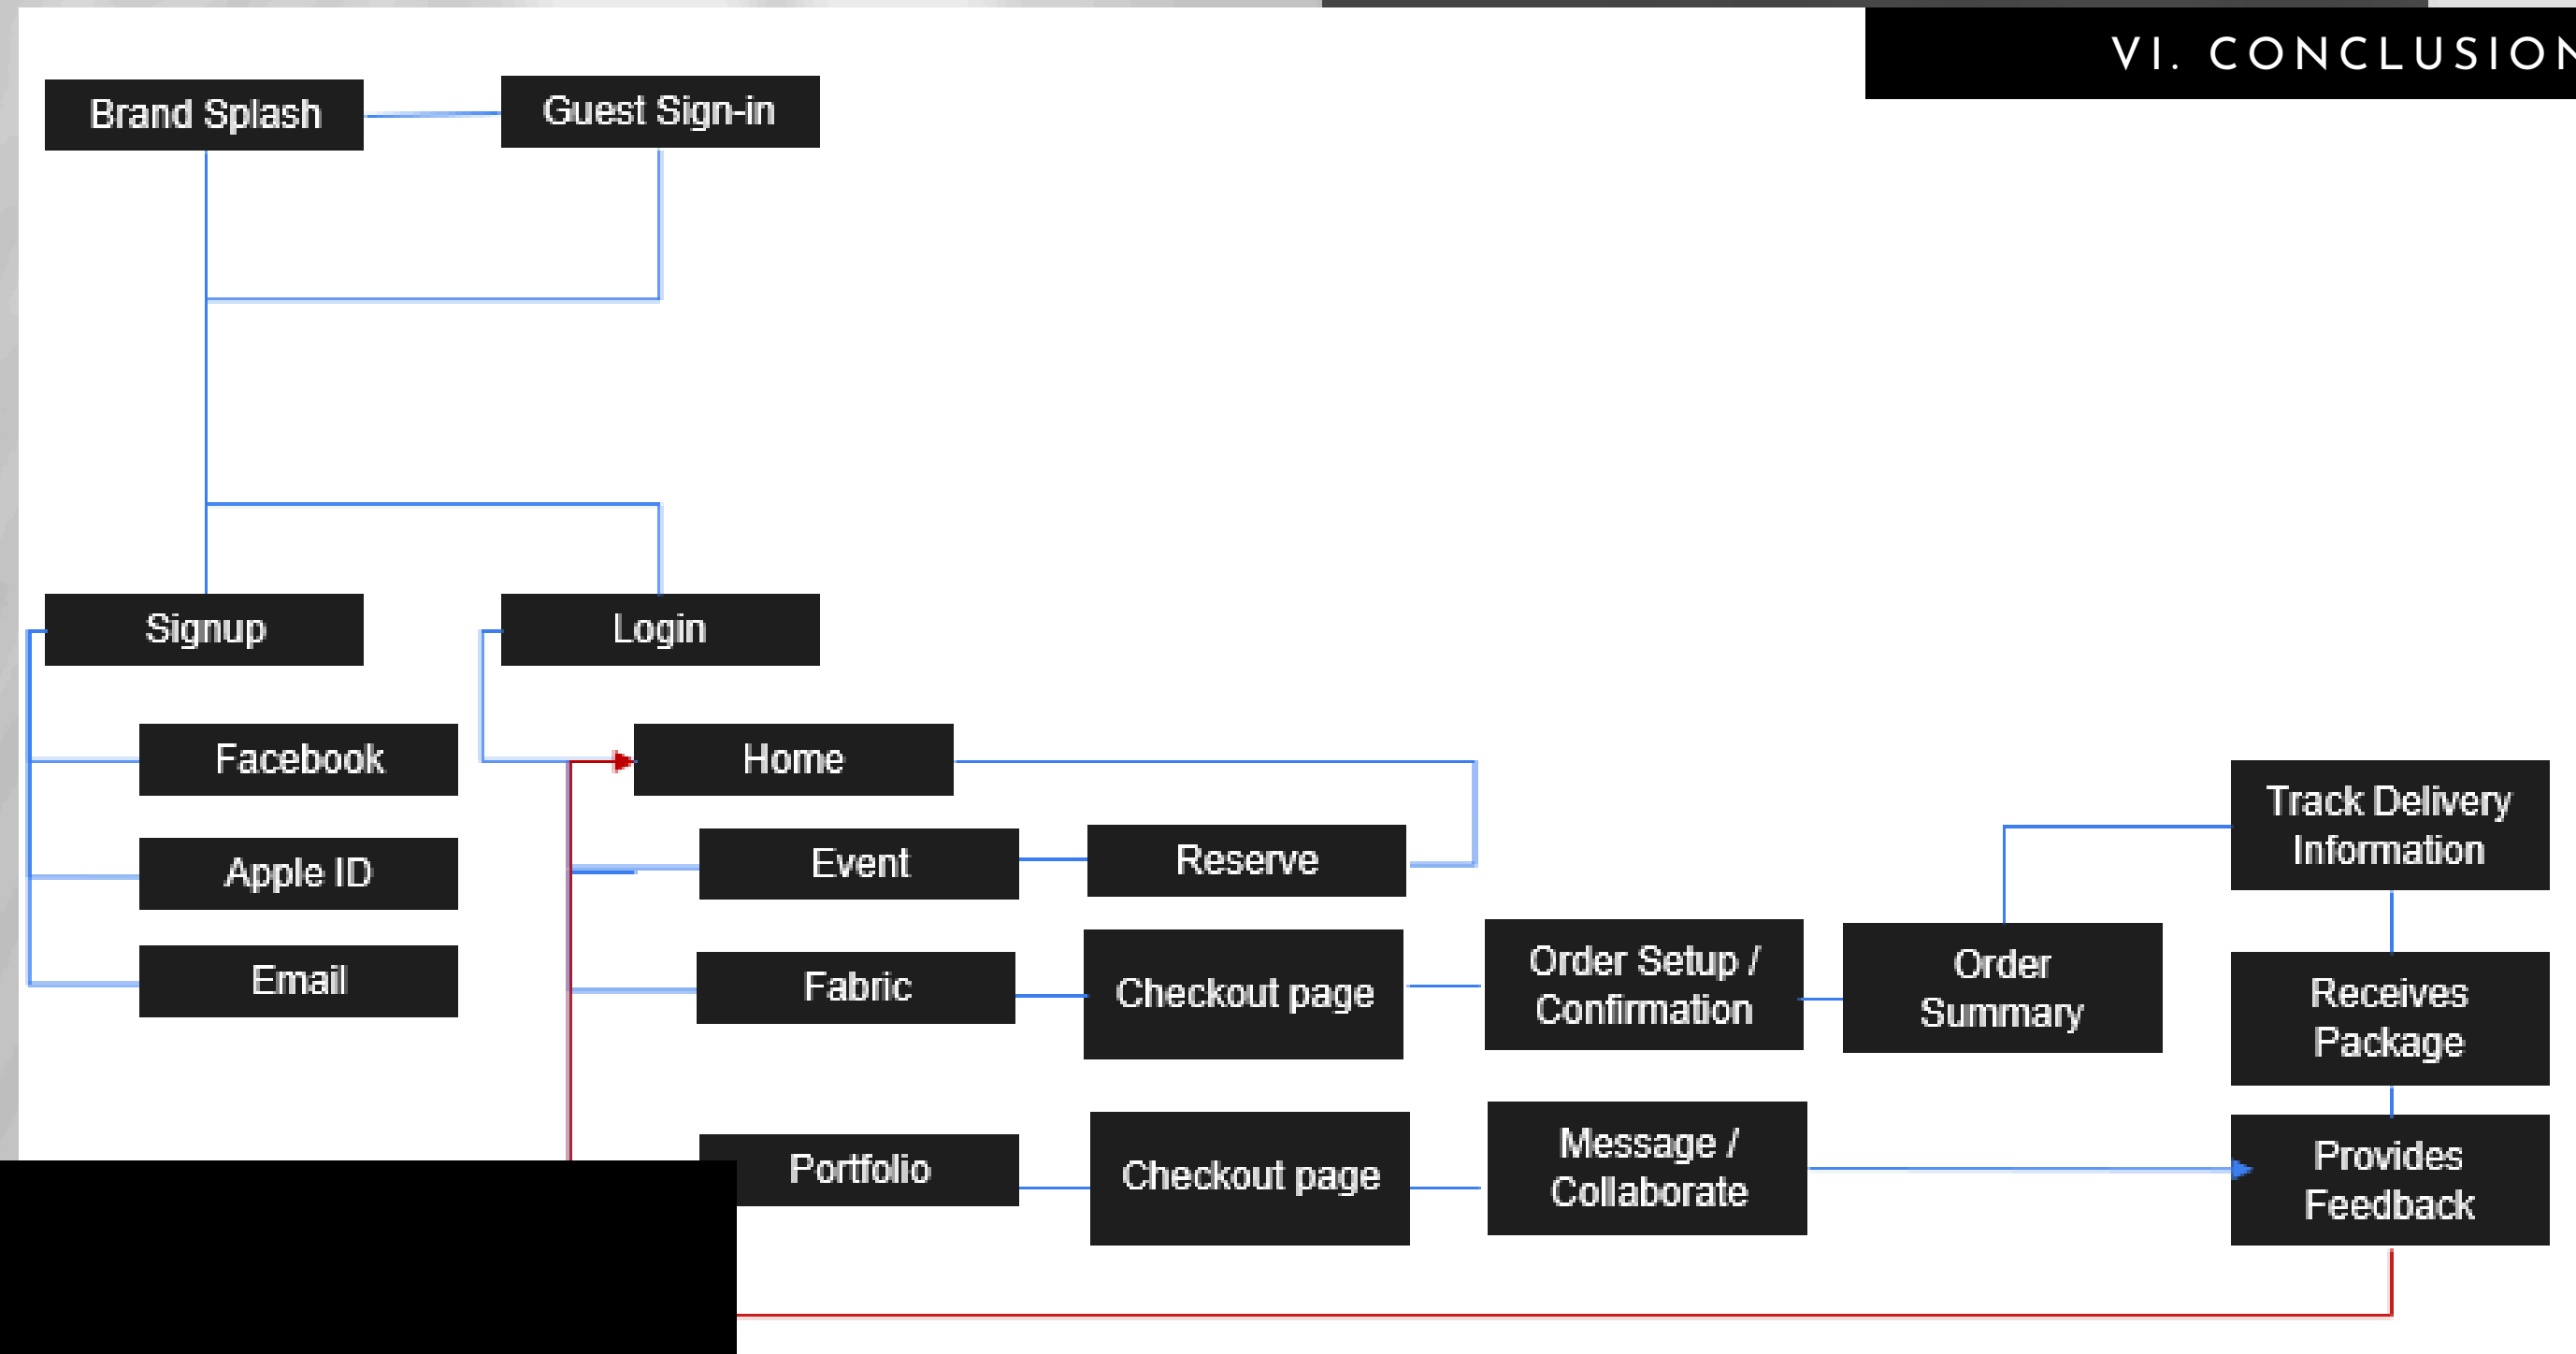 VI. CONCLUSION
Brand Splash
Guest Sign-in
Signup
Login
Facebook
Home
Apple ID
Event
Reserve
Email
Fabric
Checkout page
Order Setup /
Confirmation
Order
Summary
Track Delivery
Information
Receives
Package
Portfolio
Checkout page
Message /
Collaborate
Provides
Feedback